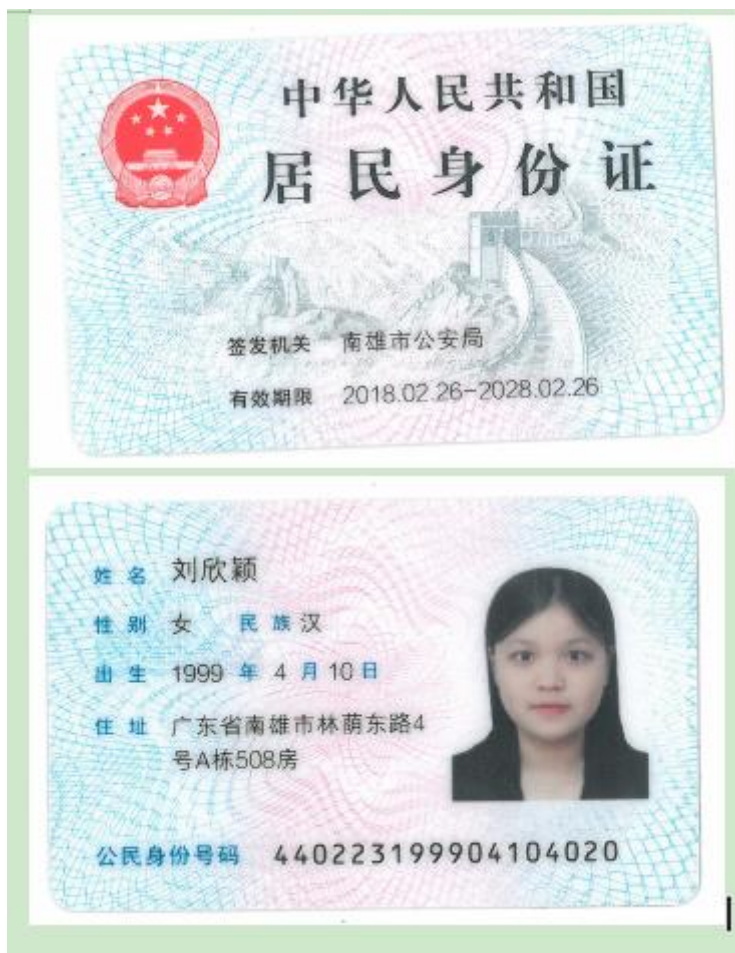 中华人民共和国
居民身份证
签发机关 南雄市公安局
有效期限 2018.02.26-2028.02.26
姓名 刘欣颖
性别 女 民族 汉
出生 1999 年 4 月 10 日
住址 广东省南雄市林荫东路4
号A栋508房
公民身份号码 440223199904104020